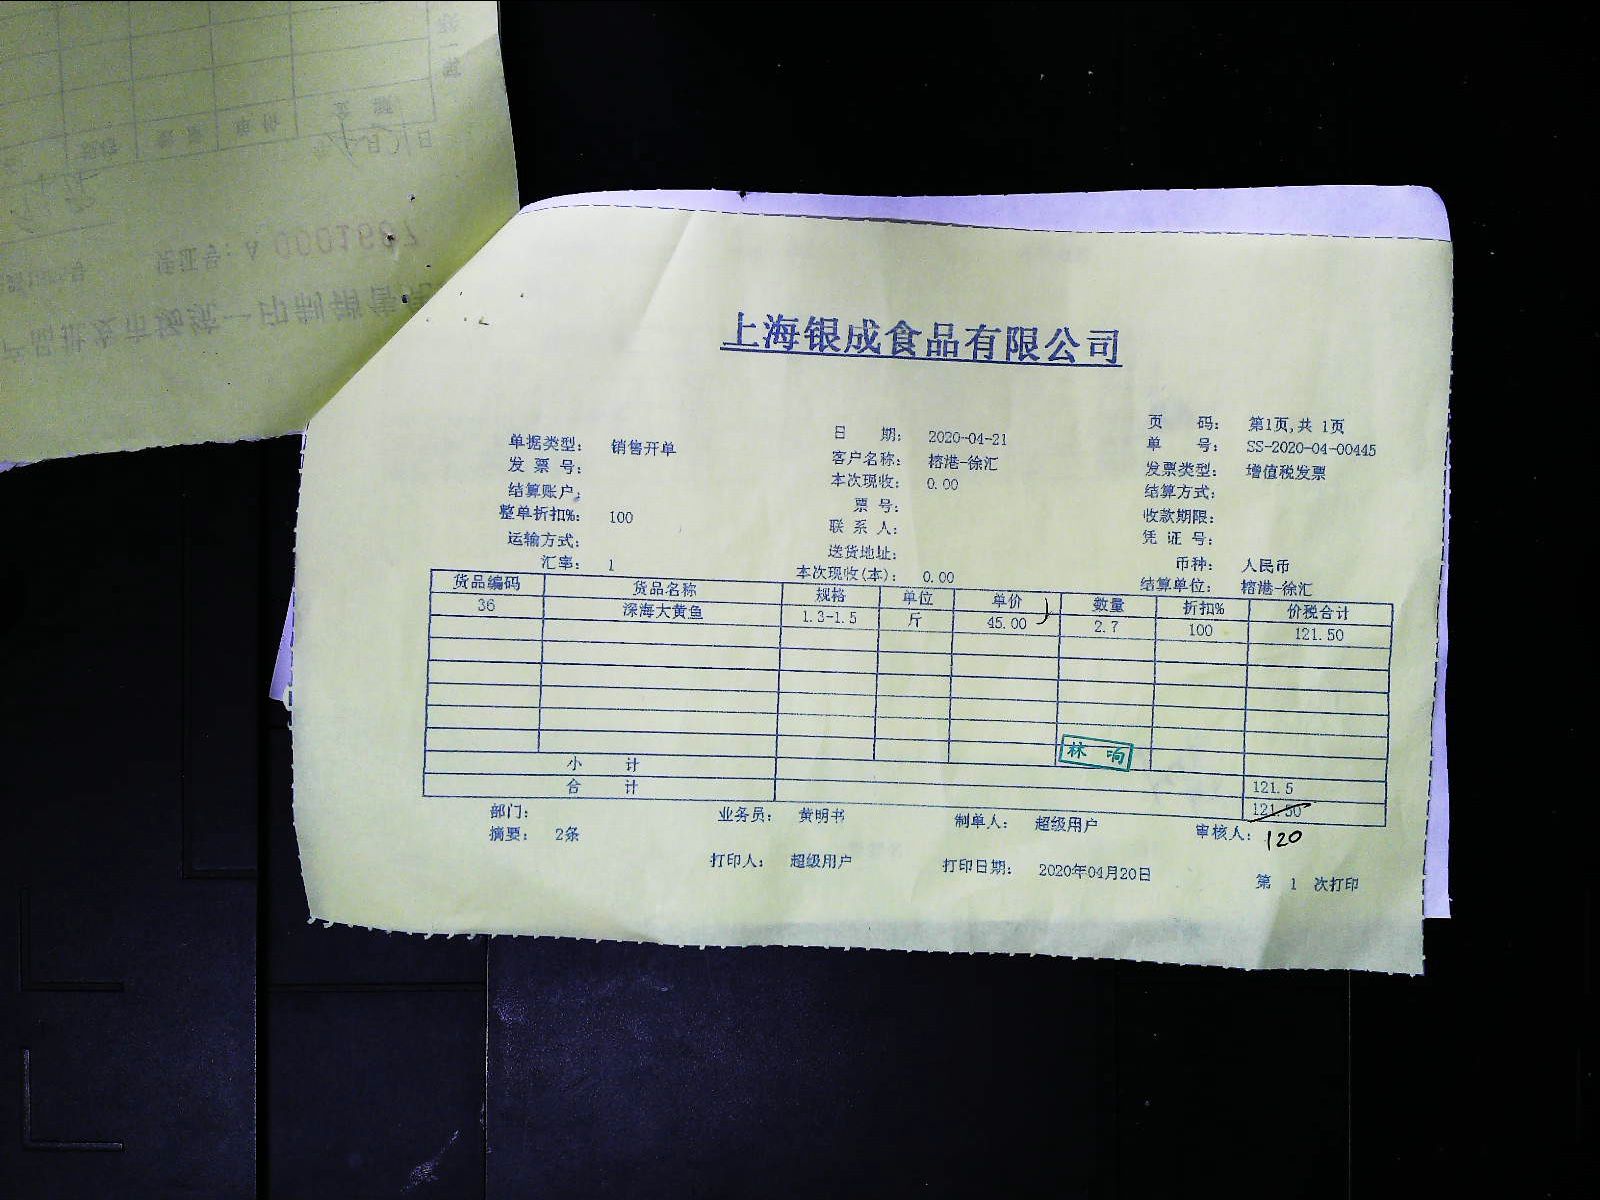 凭证号: A 0001687
上海银成食品有限公司
单据类型: 销售开单 日 期: 2020-04-21 页 码: 第1页,共 1页
发 票 号: 客户名称: 榕港-徐汇 单 号: SS-2020-04-00445
结算账户: 本次现收: 0.00 发票类型: 增值税发票
整单折扣%: 100 票 号: 结算方式:
运输方式: 联 系 人: 收款期限:
汇率: 1 送货地址: 凭 证 号:
本次现收(本): 0.00 币种: 人民币
结算单位: 榕港-徐汇
货品编码 货品名称 规格 单位 单价 数量 折扣% 价税合计
36 深海大黄鱼 1.3-1.5 斤 45.00 2.7 100 121.50
林 响
小 计 121.5
合 计 121.50
120
部门: 业务员: 黄明书 制单人: 超级用户 审核人:
摘要: 2条
打印人: 超级用户 打印日期: 2020年04月20日 第 1 次打印